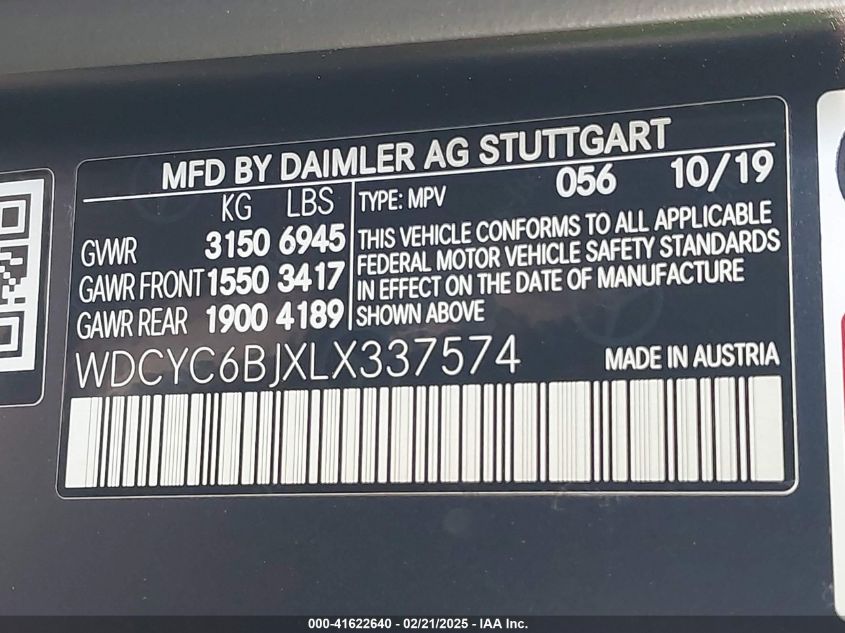 MFD BY DAIMLER AG STUTTGART
KG LBS
GVWR 3150 6945
GAWR FRONT 1550 3417
GAWR REAR 1900 4189
TYPE: MPV 056 10/19
THIS VEHICLE CONFORMS TO ALL APPLICABLE
FEDERAL MOTOR VEHICLE SAFETY STANDARDS
IN EFFECT ON THE DATE OF MANUFACTURE
SHOWN ABOVE
WDCYC6BJXLX337574 MADE IN AUSTRIA
000-41622640 - 02/21/2025 - IAA Inc.